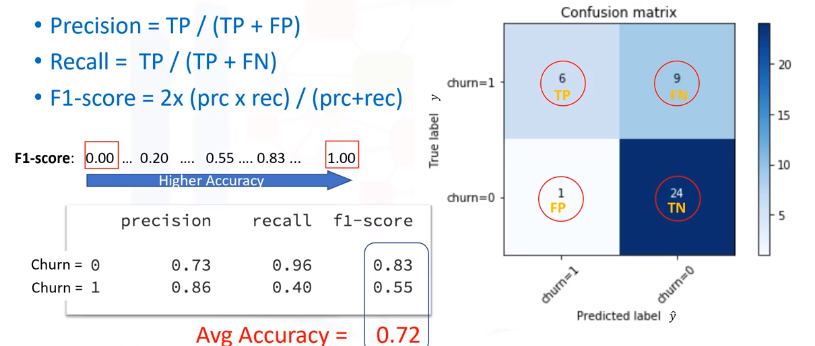 • Precision = TP / (TP + FP)
• Recall = TP / (TP + FN)
• F1-score = 2x (prc x rec) / (prc+rec)
F1-score: 0.00 ... 0.20 .... 0.55 .... 0.83 ... 1.00
Higher Accuracy
precision recall f1-score
Churn = 0 0.73 0.96 0.83
Churn = 1 0.86 0.40 0.55
Avg Accuracy = 0.72
Confusion matrix
True label y
churn=1
churn=0
6
TP
9
FN
1
FP
24
TN
churn=1
churn=0
Predicted label ŷ
20
15
10
5